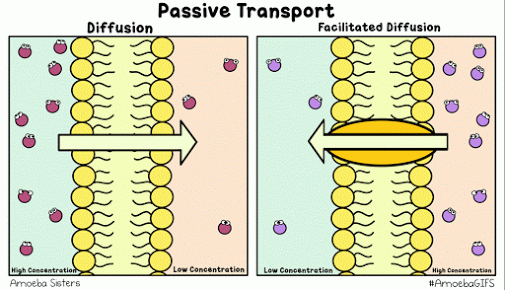 Passive Transport
Diffusion
Facilitated Diffusion
High Concentration
Low Concentration
Low Concentration
High Concentration
Amoeba Sisters
#AmoebaGIFS